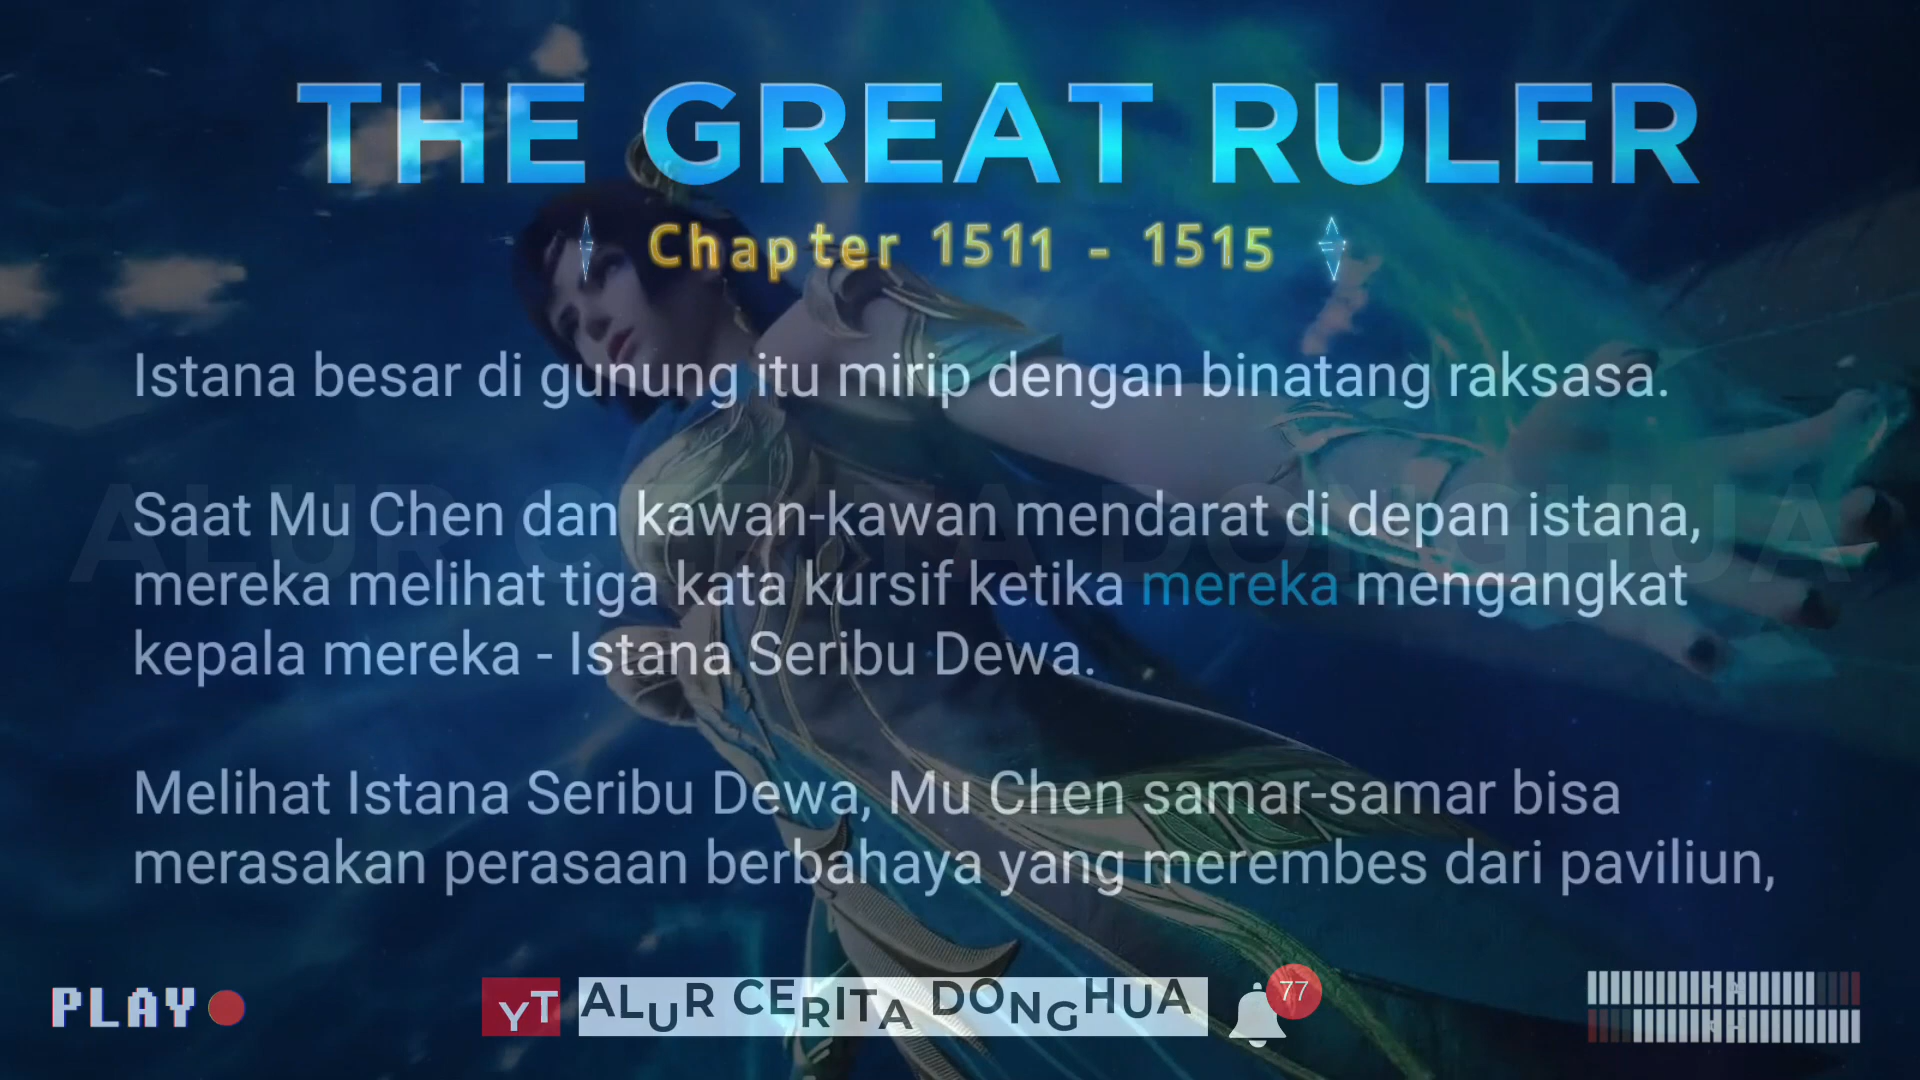 THE GREAT RULER
Chapter 1511 - 1515
Istana besar di gunung itu mirip dengan binatang raksasa.
Saat Mu Chen dan kawan-kawan mendarat di depan istana,
mereka melihat tiga kata kursif ketika mereka mengangkat
kepala mereka - Istana Seribu Dewa.
Melihat Istana Seribu Dewa, Mu Chen samar-samar bisa
merasakan perasaan berbahaya yang merembes dari paviliun,
ALUR CERITA DONGHUA
PLAY
YT ALUR CERITA DONGHUA
77